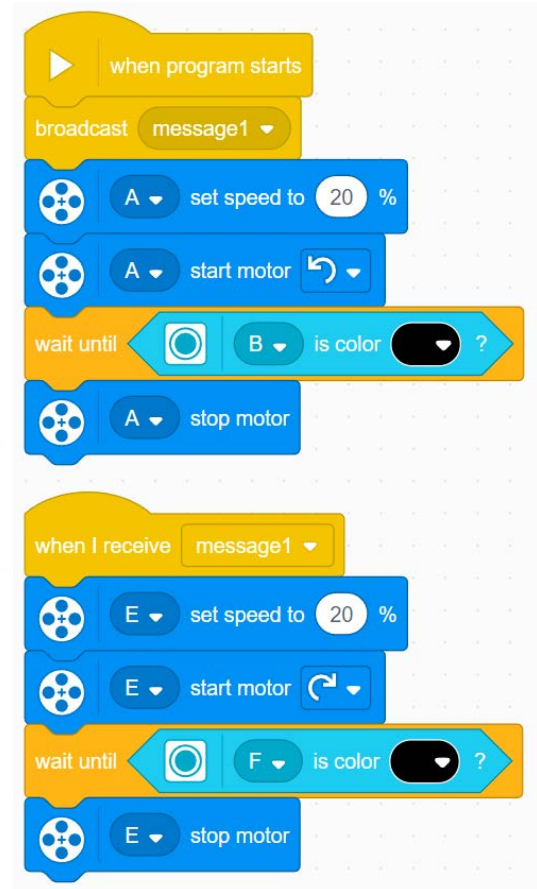 when program starts
broadcast message1
A set speed to 20 %
A start motor
wait until B is color ?
A stop motor
when I receive message1
E set speed to 20 %
E start motor
wait until F is color ?
E stop motor